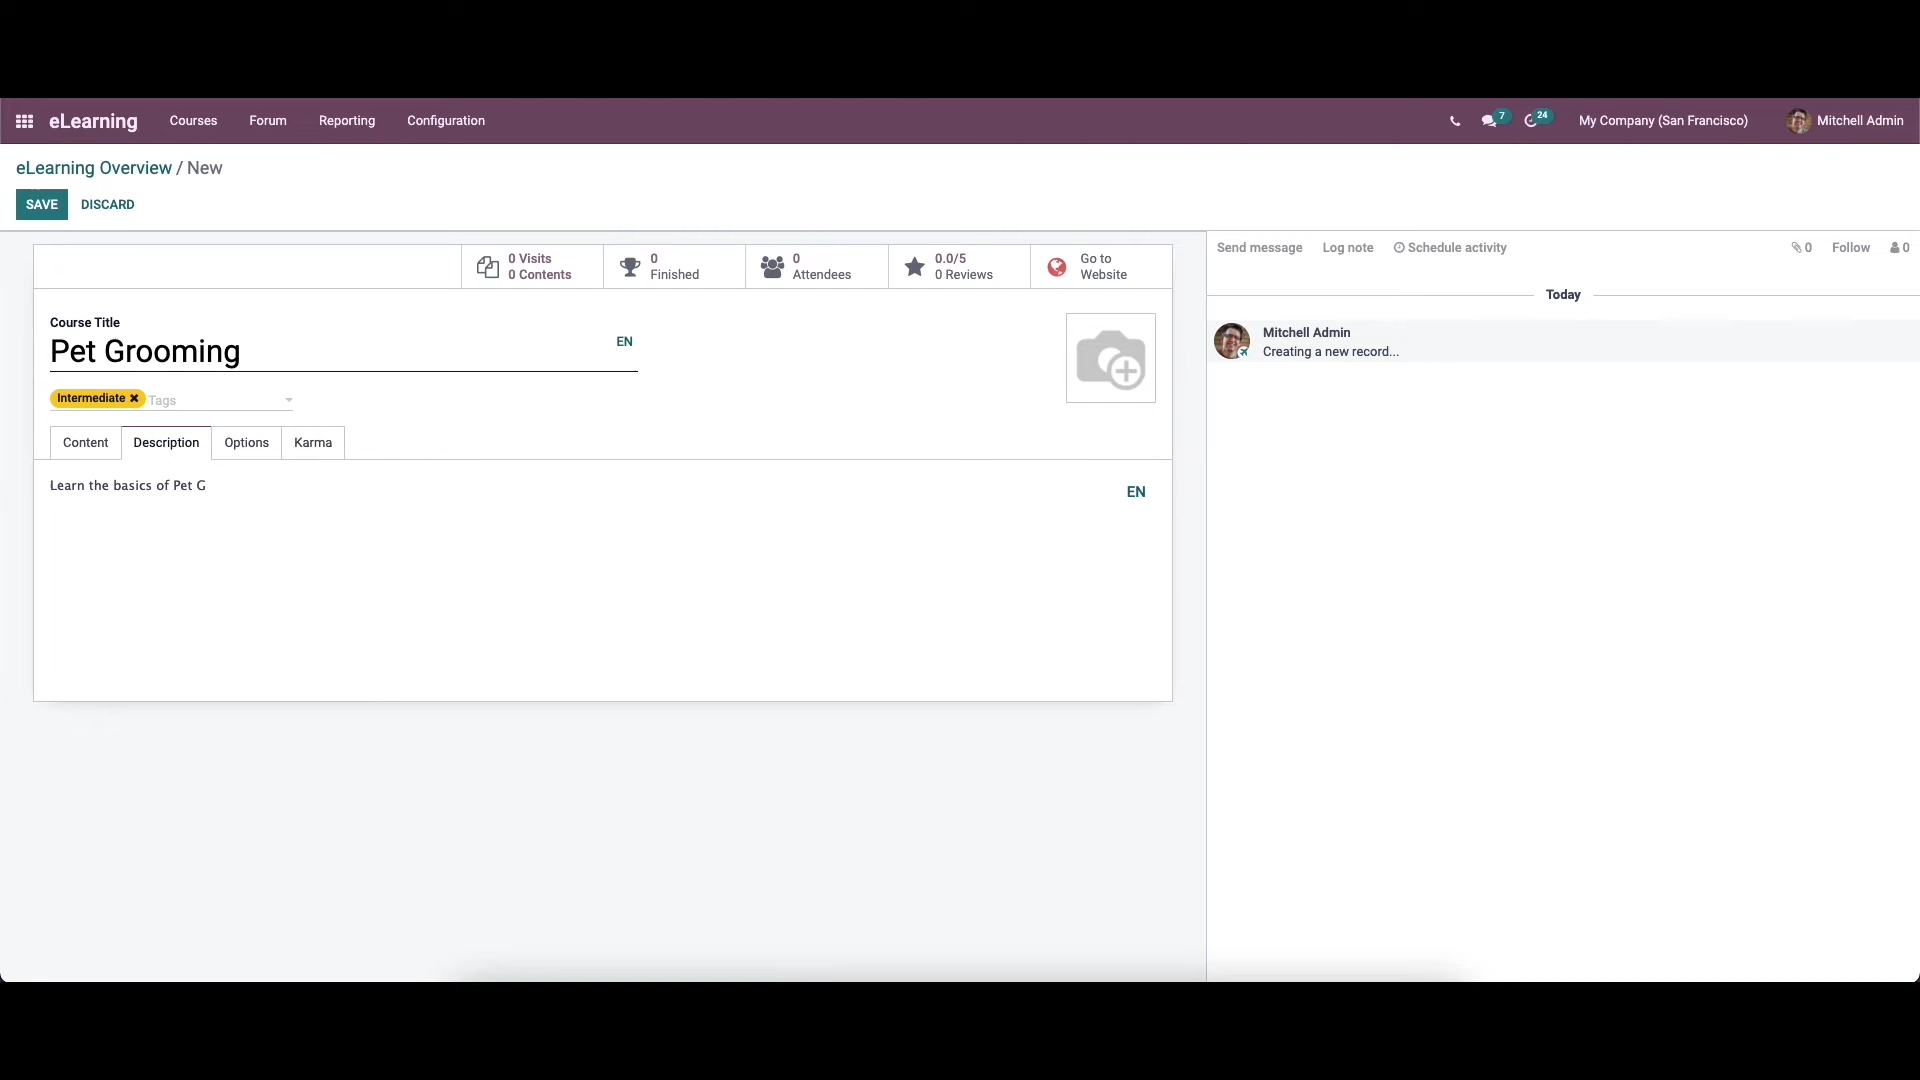 eLearning Courses Forum Reporting Configuration 7 24 My Company (San Francisco) Mitchell Admin
eLearning Overview / New
SAVE DISCARD
0 Visits
0 Contents
0
Finished
0
Attendees
0.0/5
0 Reviews
Go to
Website
Send message Log note Schedule activity 0 Follow 0
Today
Mitchell Admin
Creating a new record...
Course Title
Pet Grooming EN
Intermediate Tags
Content Description Options Karma
Learn the basics of Pet G
EN